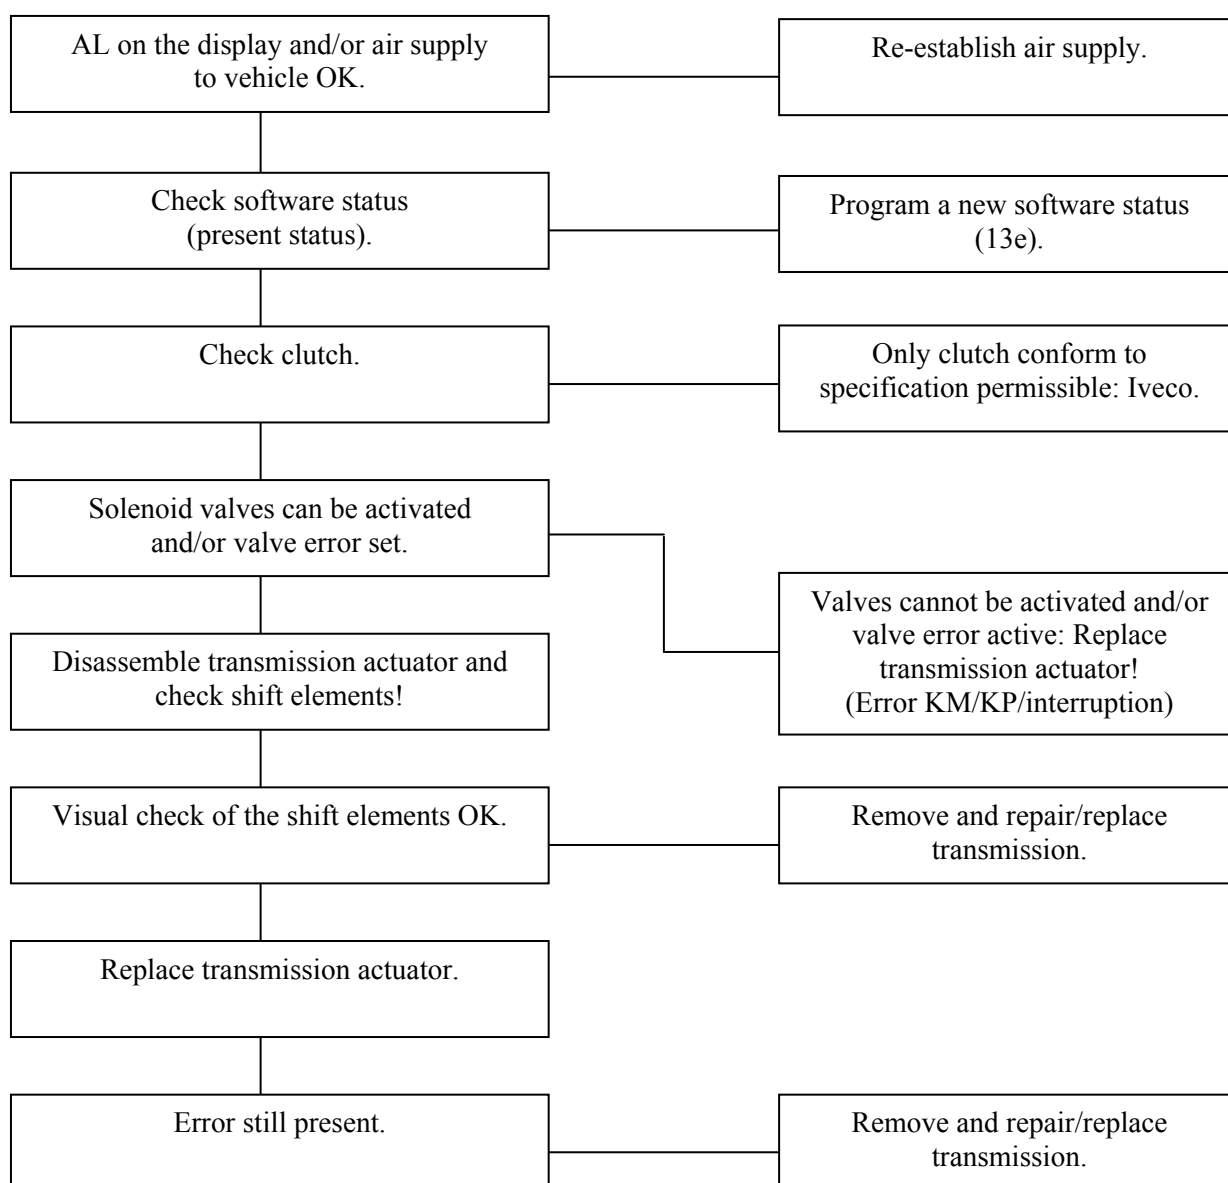 AL on the display and/or air supply
to vehicle OK.
Re-establish air supply.
Check software status
(present status).
Program a new software status
(13e).
Check clutch.
Only clutch conform to
specification permissible: Iveco.
Solenoid valves can be activated
and/or valve error set.
Valves cannot be activated and/or
valve error active: Replace
transmission actuator!
(Error KM/KP/interruption)
Disassemble transmission actuator and
check shift elements!
Visual check of the shift elements OK.
Remove and repair/replace
transmission.
Replace transmission actuator.
Error still present.
Remove and repair/replace
transmission.